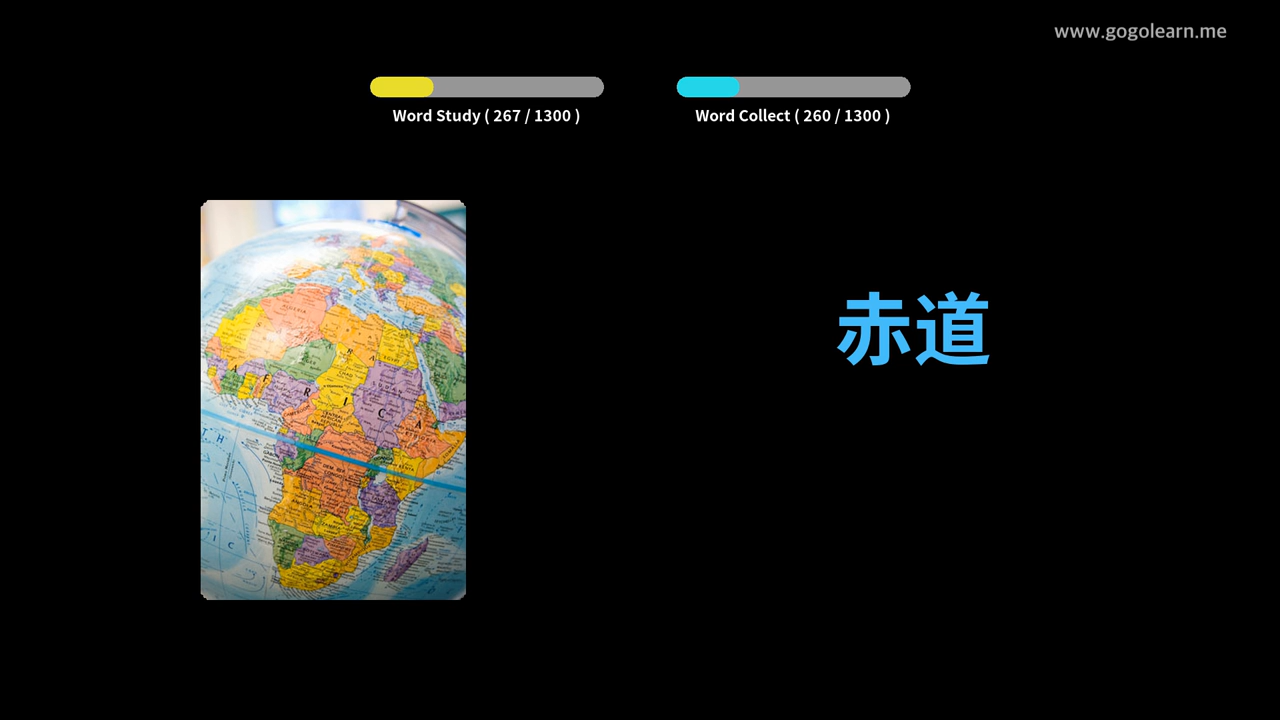 www.gogolearn.me
Word Study ( 267 / 1300 )
Word Collect ( 260 / 1300 )
赤道
A F R I C A